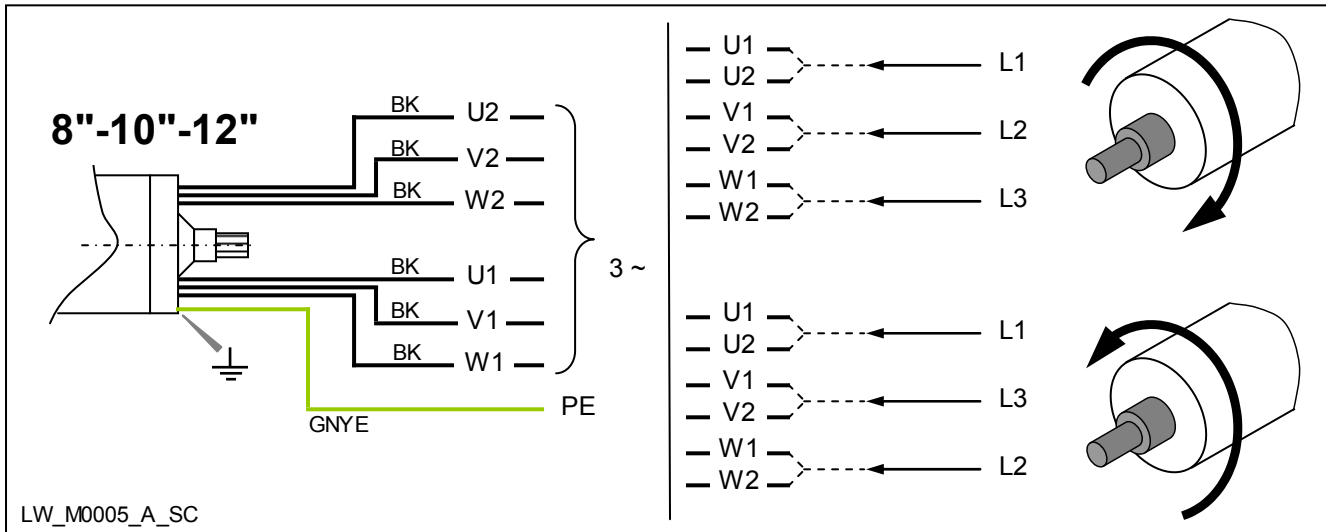 8"-10"-12"
BK U2
BK V2
BK W2
BK U1
BK V1
BK W1
3 ~
PE
GNYE
LW_M0005_A_SC
U1
U2
L1
V1
V2
L2
W1
W2
L3
U1
U2
L1
V1
V2
L3
W1
W2
L2